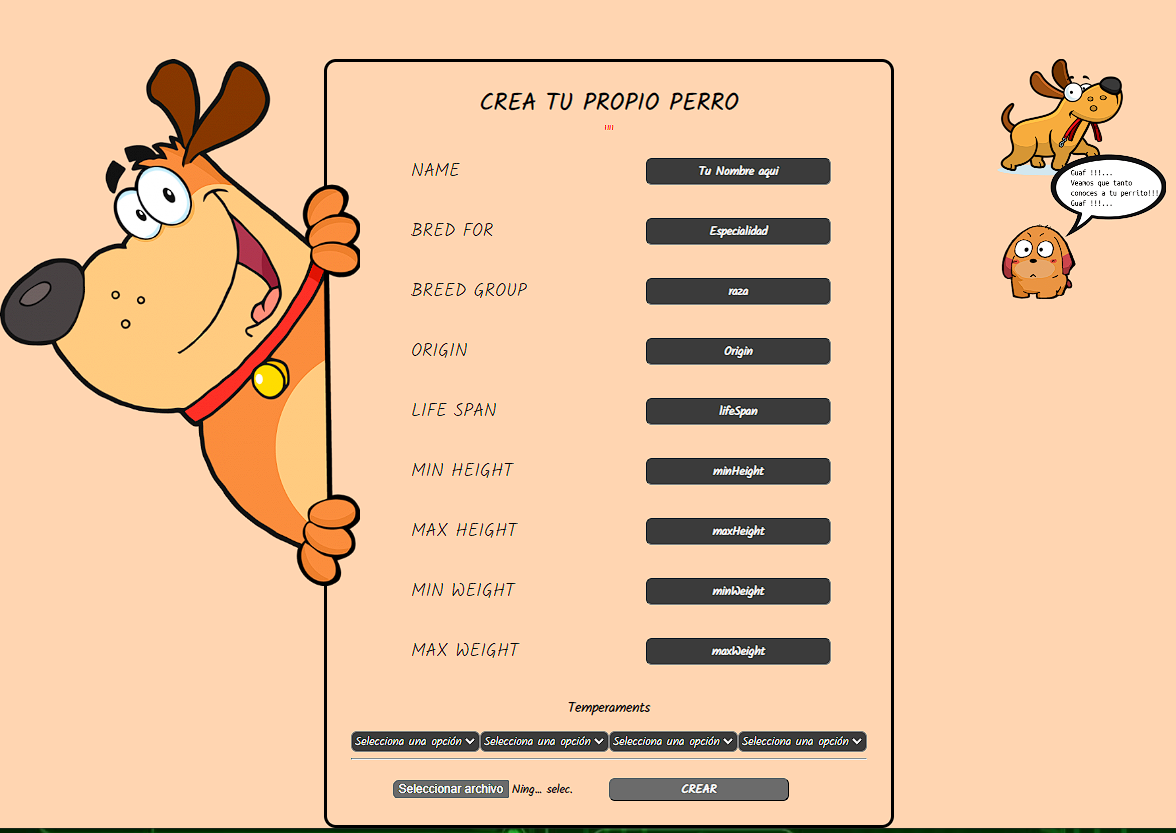 CREA TU PROPIO PERRO
!!!!
NAME
Tu Nombre aqui
BRED FOR
Especialidad
BREED GROUP
raza
ORIGIN
Origin
LIFE SPAN
lifeSpan
MIN HEIGHT
minHeight
MAX HEIGHT
maxHeight
MIN WEIGHT
minWeight
MAX WEIGHT
maxWeight
Temperaments
Selecciona una opción Selecciona una opción Selecciona una opción Selecciona una opción
Seleccionar archivo Ning... selec. CREAR
Guaf !!!...
Veamos que tanto
conoces a tu perrito!!!
Guaf !!!...